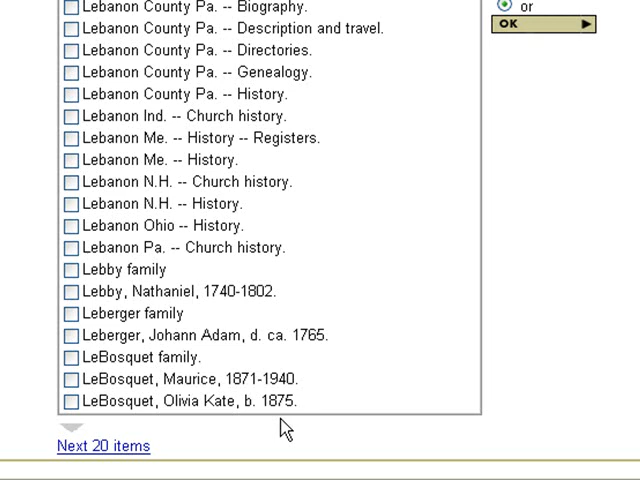 Lebanon County Pa. -- Biography.
or
Lebanon County Pa. -- Description and travel.
OK
Lebanon County Pa. -- Directories.
Lebanon County Pa. -- Genealogy.
Lebanon County Pa. -- History.
Lebanon Ind. -- Church history.
Lebanon Me. -- History -- Registers.
Lebanon Me. -- History.
Lebanon N.H. -- Church history.
Lebanon N.H. -- History.
Lebanon Ohio -- History.
Lebanon Pa. -- Church history.
Lebby family
Lebby, Nathaniel, 1740-1802.
Leberger family
Leberger, Johann Adam, d. ca. 1765.
LeBosquet family.
LeBosquet, Maurice, 1871-1940.
LeBosquet, Olivia Kate, b. 1875.
Next 20 items